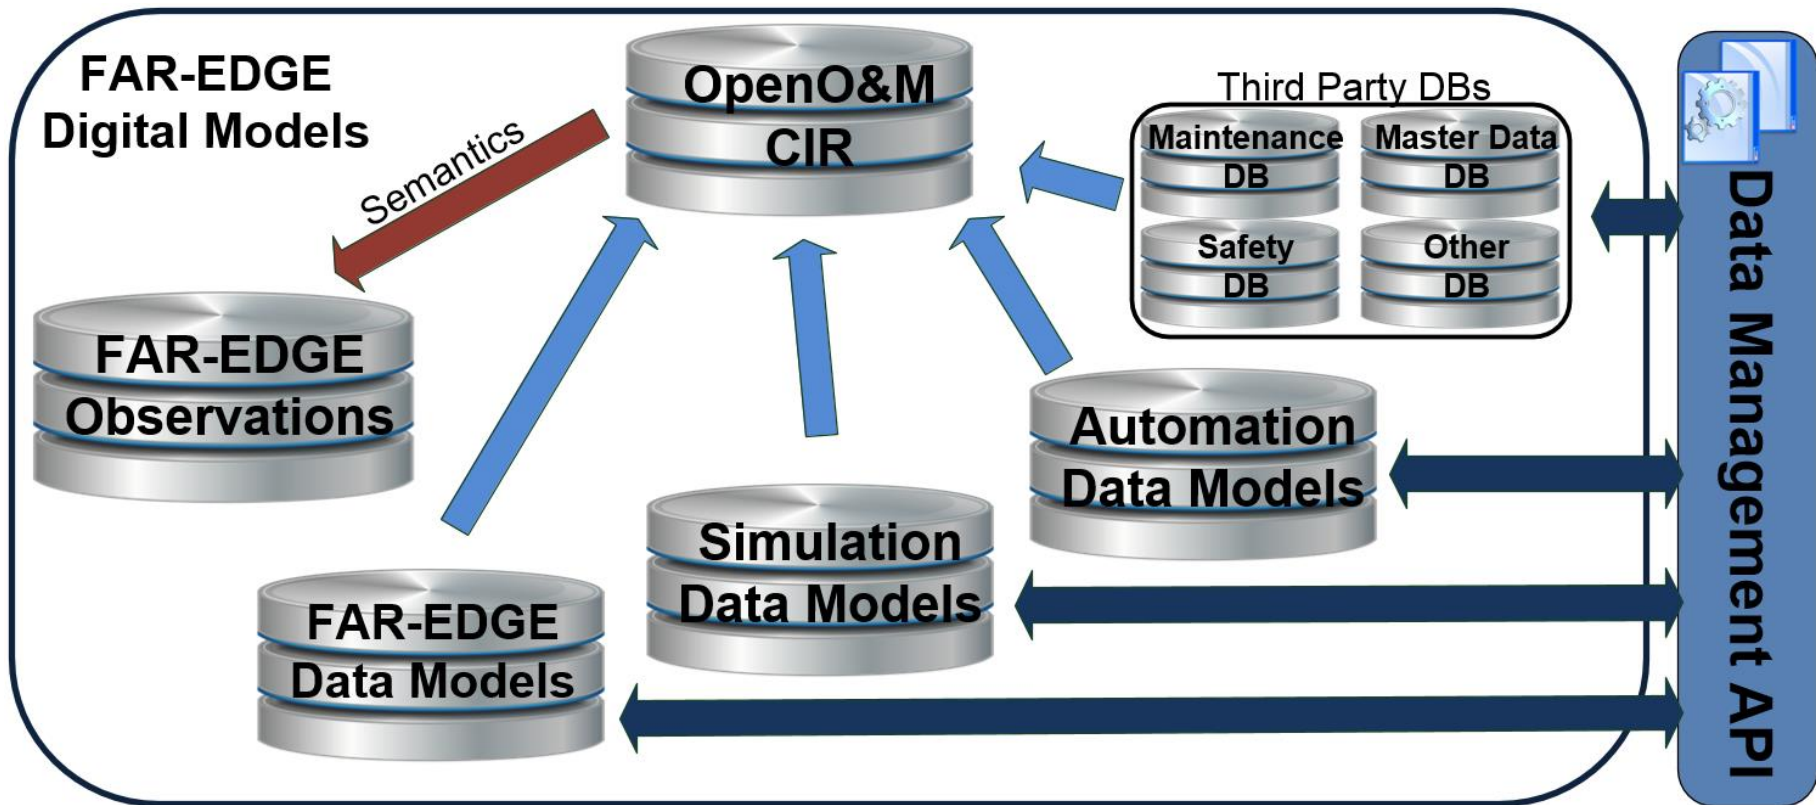 FAR-EDGE
Digital Models
OpenO&M
CIR
Semantics
Third Party DBs
Maintenance
DB
Master Data
DB
Safety
DB
Other
DB
FAR-EDGE
Observations
Automation
Data Models
Simulation
Data Models
FAR-EDGE
Data Models
Data Management API